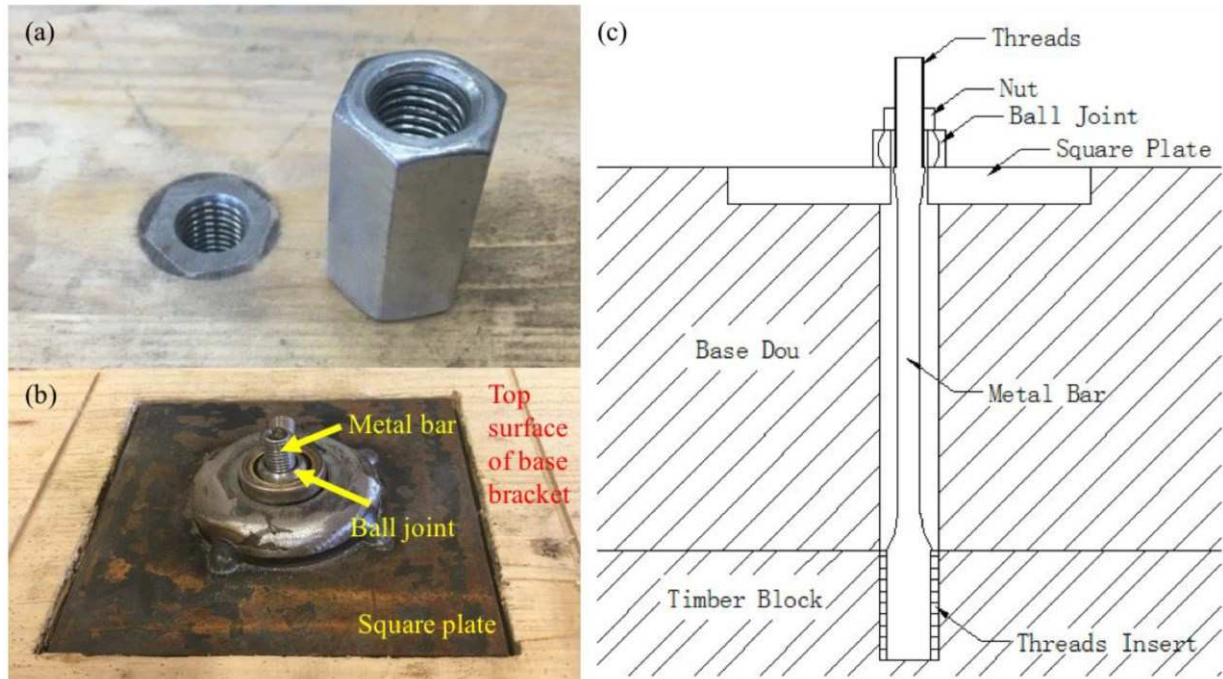 (a)
(b)
Metal bar
Ball joint
Square plate
Top
surface
of base
bracket
(c)
Threads
Nut
Ball Joint
Square Plate
Base Dou
Metal Bar
Timber Block
Threads Insert